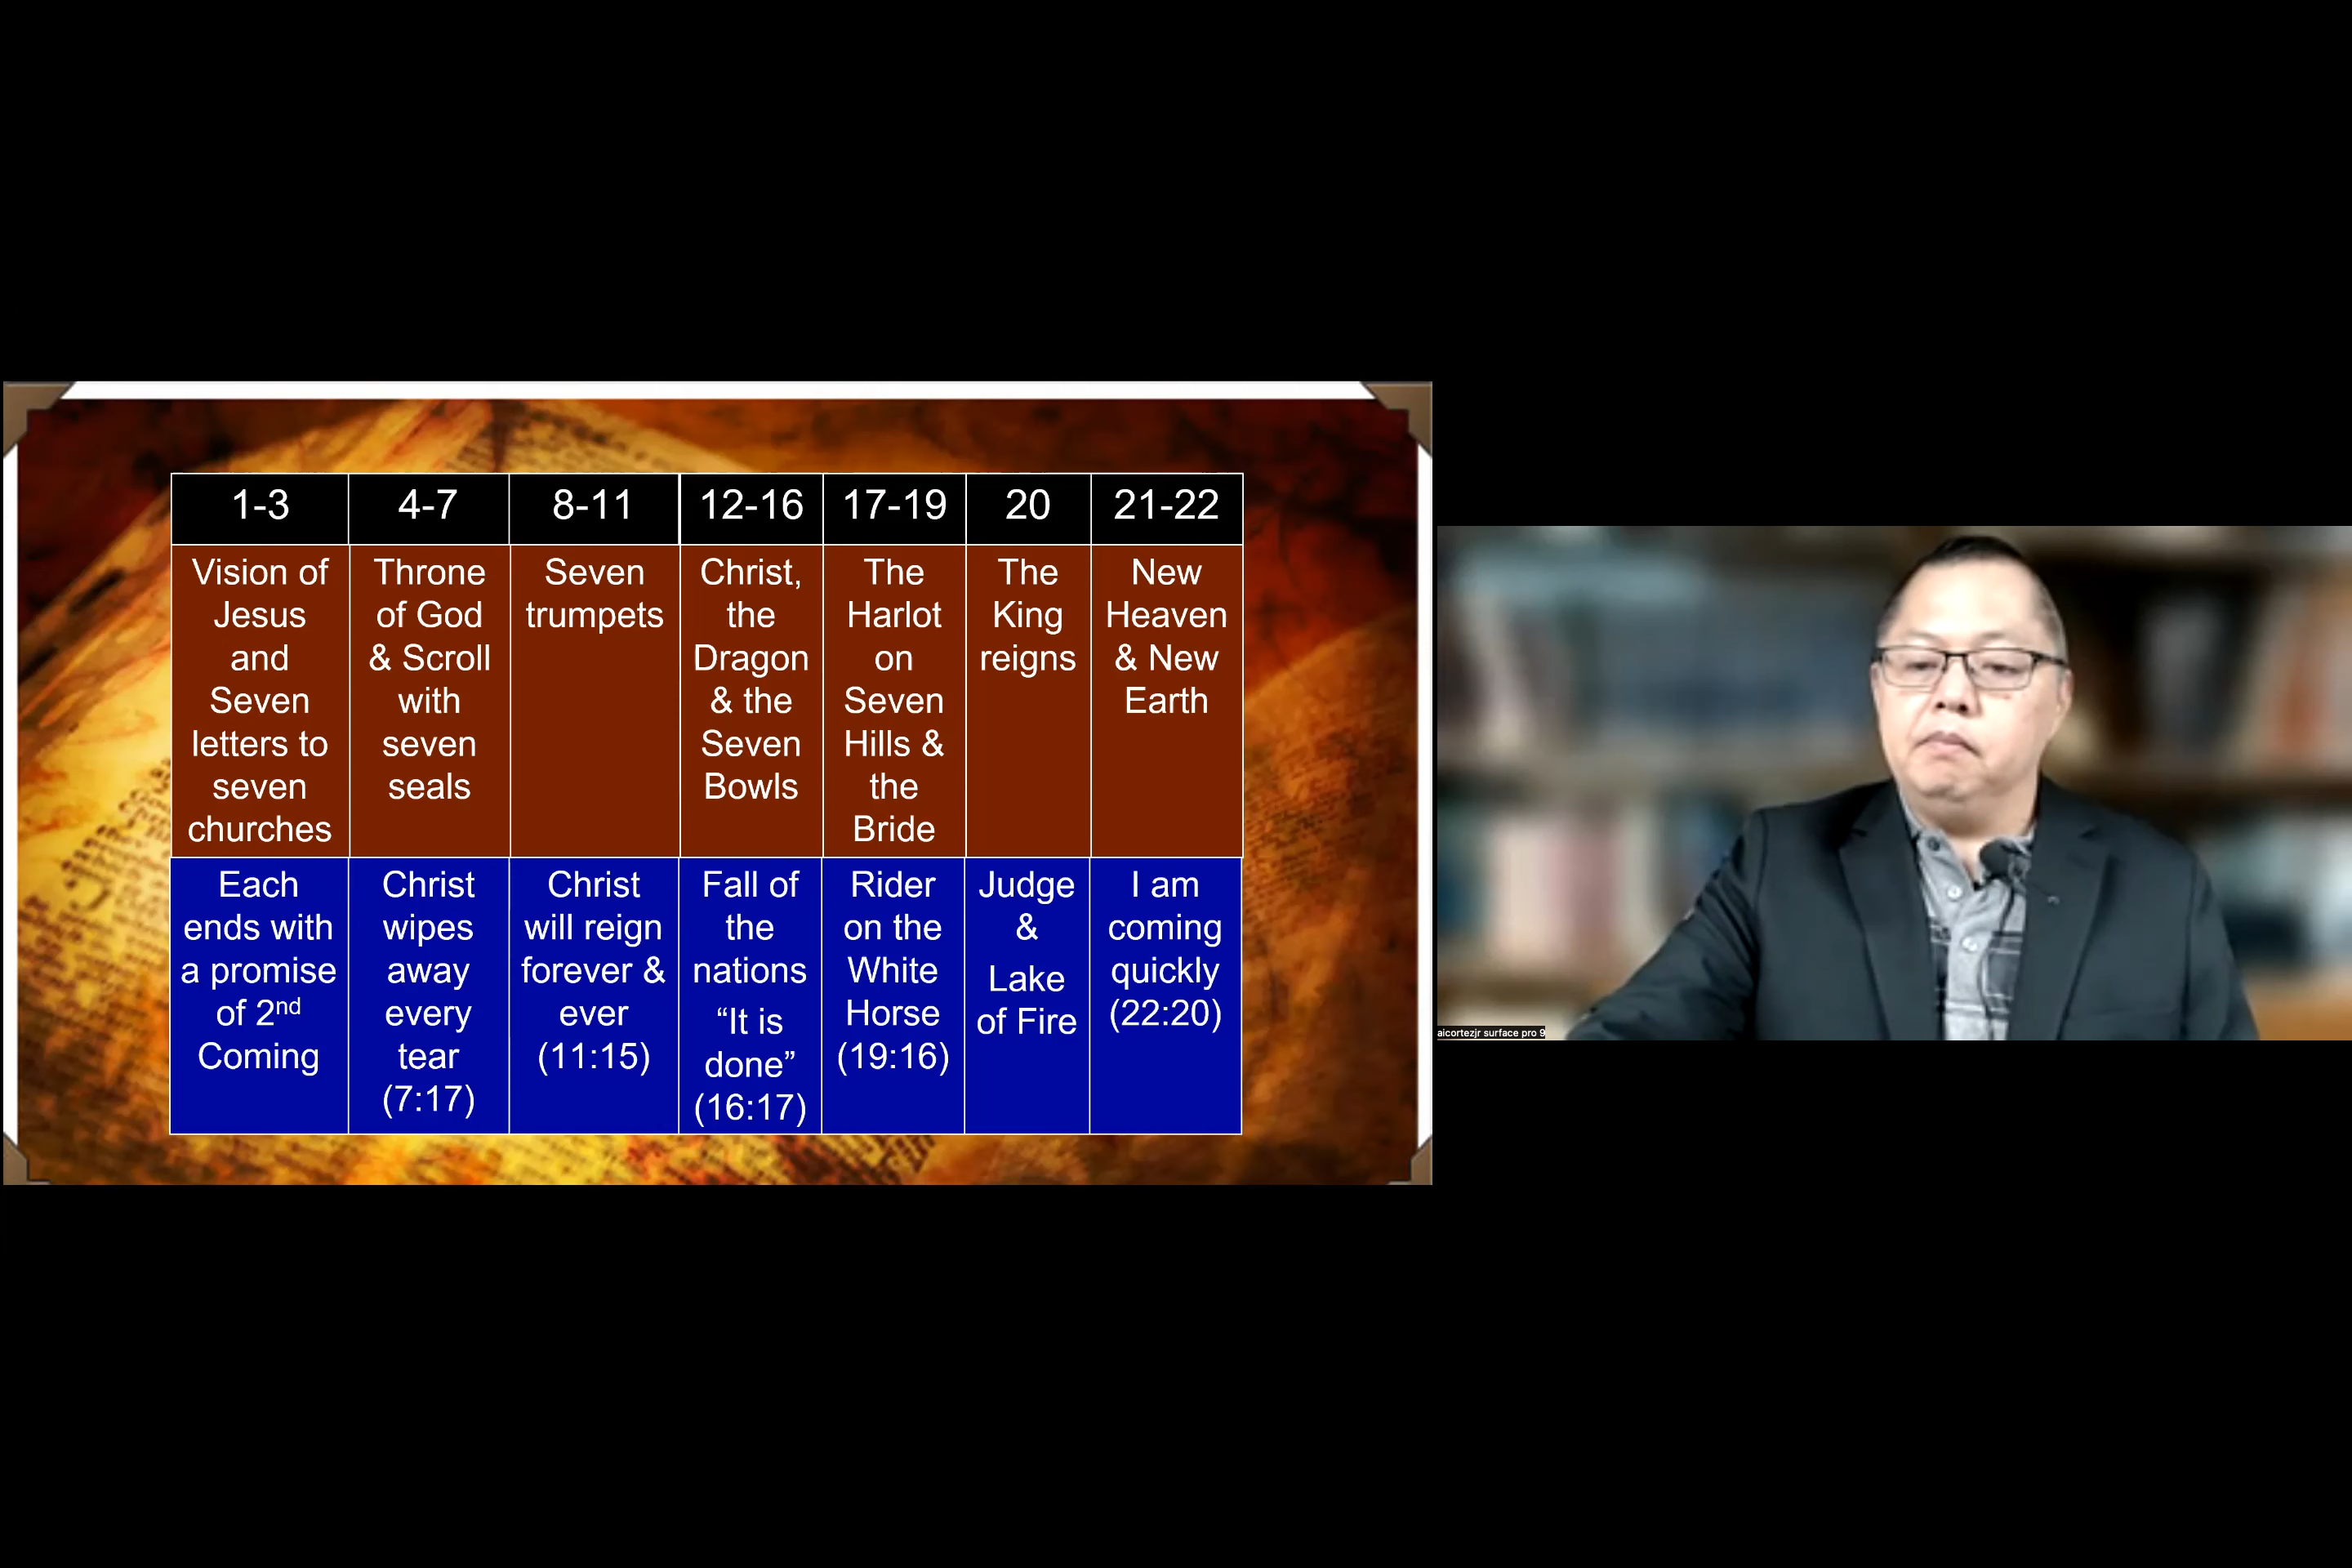 1-3
4-7
8-11
12-16
17-19
20
21-22
Vision of
Jesus
and
Seven
letters to
seven
churches
Throne
of God
& Scroll
with
seven
seals
Seven
trumpets
Christ,
the
Dragon
& the
Seven
Bowls
The
Harlot
on
Seven
Hills &
the
Bride
The
King
reigns
New
Heaven
& New
Earth
Each
ends with
a promise
of 2nd
Coming
Christ
wipes
away
every
tear
(7:17)
Christ
will reign
forever &
ever
(11:15)
Fall of
the
nations
“It is
done”
(16:17)
Rider
on the
White
Horse
(19:16)
Judge
&
Lake
of Fire
I am
coming
quickly
(22:20)
aicortezjr surface pro 9